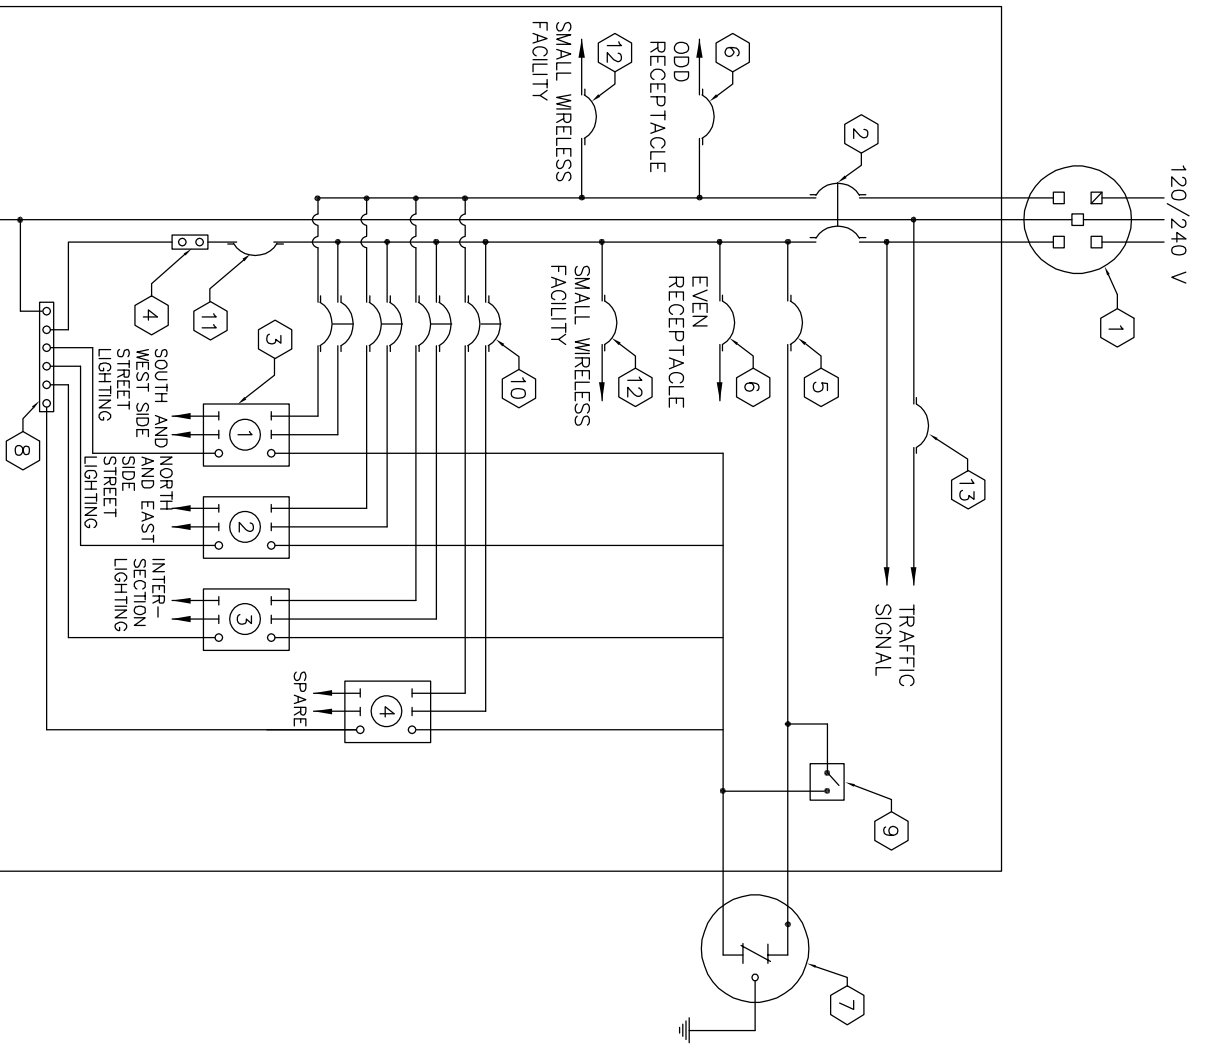 120/240 V
1
2
6
ODD
RECEPTACLE
12
SMALL WIRELESS
FACILITY
13
TRAFFIC
SIGNAL
5
6
EVEN
RECEPTACLE
12
SMALL WIRELESS
FACILITY
10
11
4
3
8
9
7
1
SOUTH AND
WEST SIDE
STREET
LIGHTING
2
NORTH
AND EAST
SIDE
STREET
LIGHTING
3
INTER-
SECTION
LIGHTING
4
SPARE